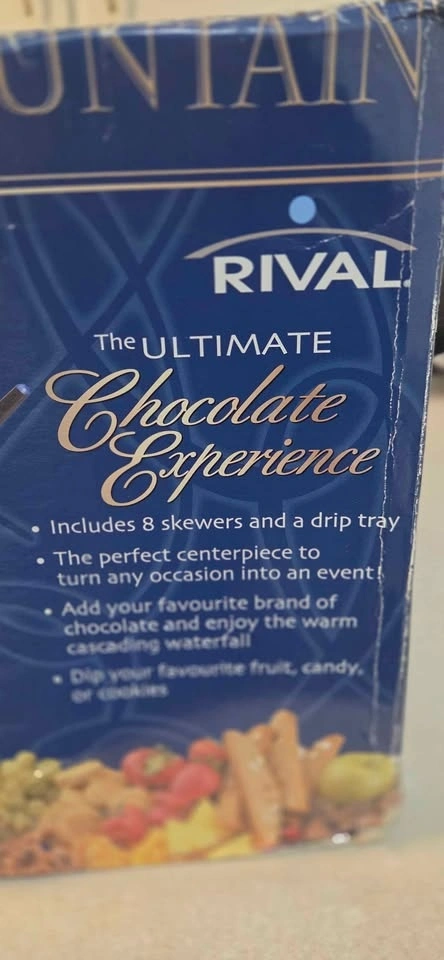 UNTAIN
RIVAL.
The ULTIMATE
Chocolate
Experience
• Includes 8 skewers and a drip tray
• The perfect centerpiece to
turn any occasion into an event!
• Add your favourite brand of
chocolate and enjoy the warm
cascading waterfall
• Dip your favourite fruit, candy,
or cookies